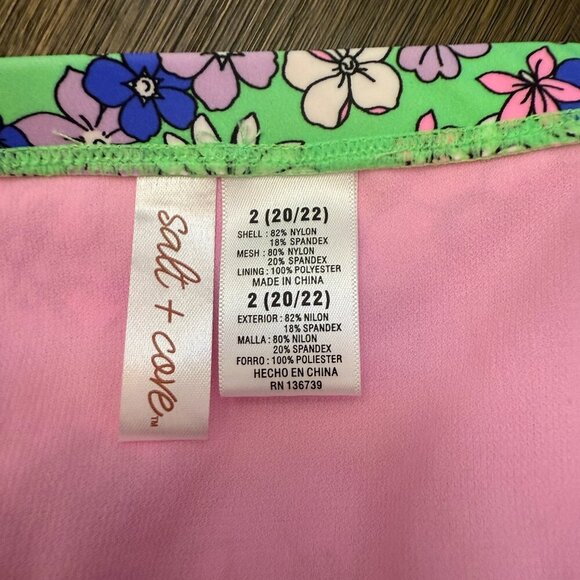 salt + cove™
2 (20/22)
SHELL : 82% NYLON
18% SPANDEX
MESH : 80% NYLON
20% SPANDEX
LINING : 100% POLYESTER
MADE IN CHINA
2 (20/22)
EXTERIOR : 82% NILON
18% SPANDEX
MALLA : 80% NILON
20% SPANDEX
FORRO : 100% POLIESTER
HECHO EN CHINA
RN 136739